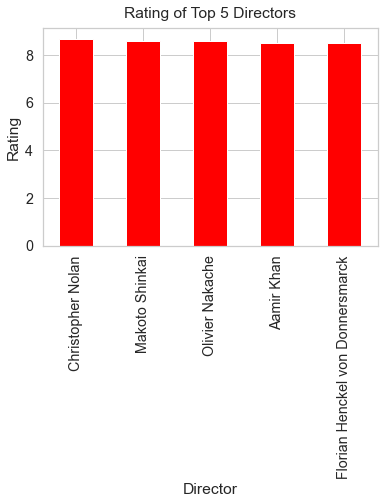 Rating of Top 5 Directors
8
6
4
2
0
Rating
Christopher Nolan
Makoto Shinkai
Olivier Nakache
Aamir Khan
Florian Henckel von Donnersmarck
Director